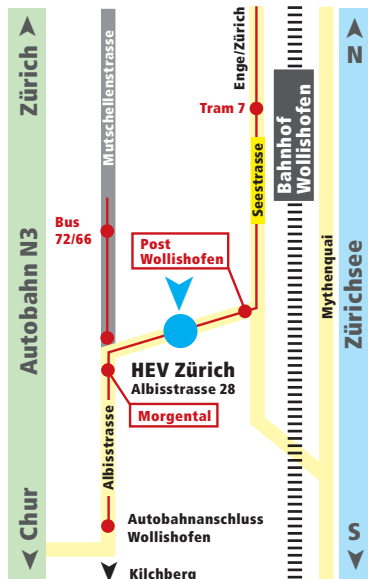 Zürich
Autobahn N3
Chur
Mutschellenstrasse
Enge/Zürich
Tram 7
Bus
72/66
Seestrasse
Bahnhof
Wollishofen
N
Zürichsee
S
Mythenquai
Post
Wollishofen
HEV Zürich
Albisstrasse 28
Morgental
Albisstrasse
Autobahnanschluss
Wollishofen
Kilchberg